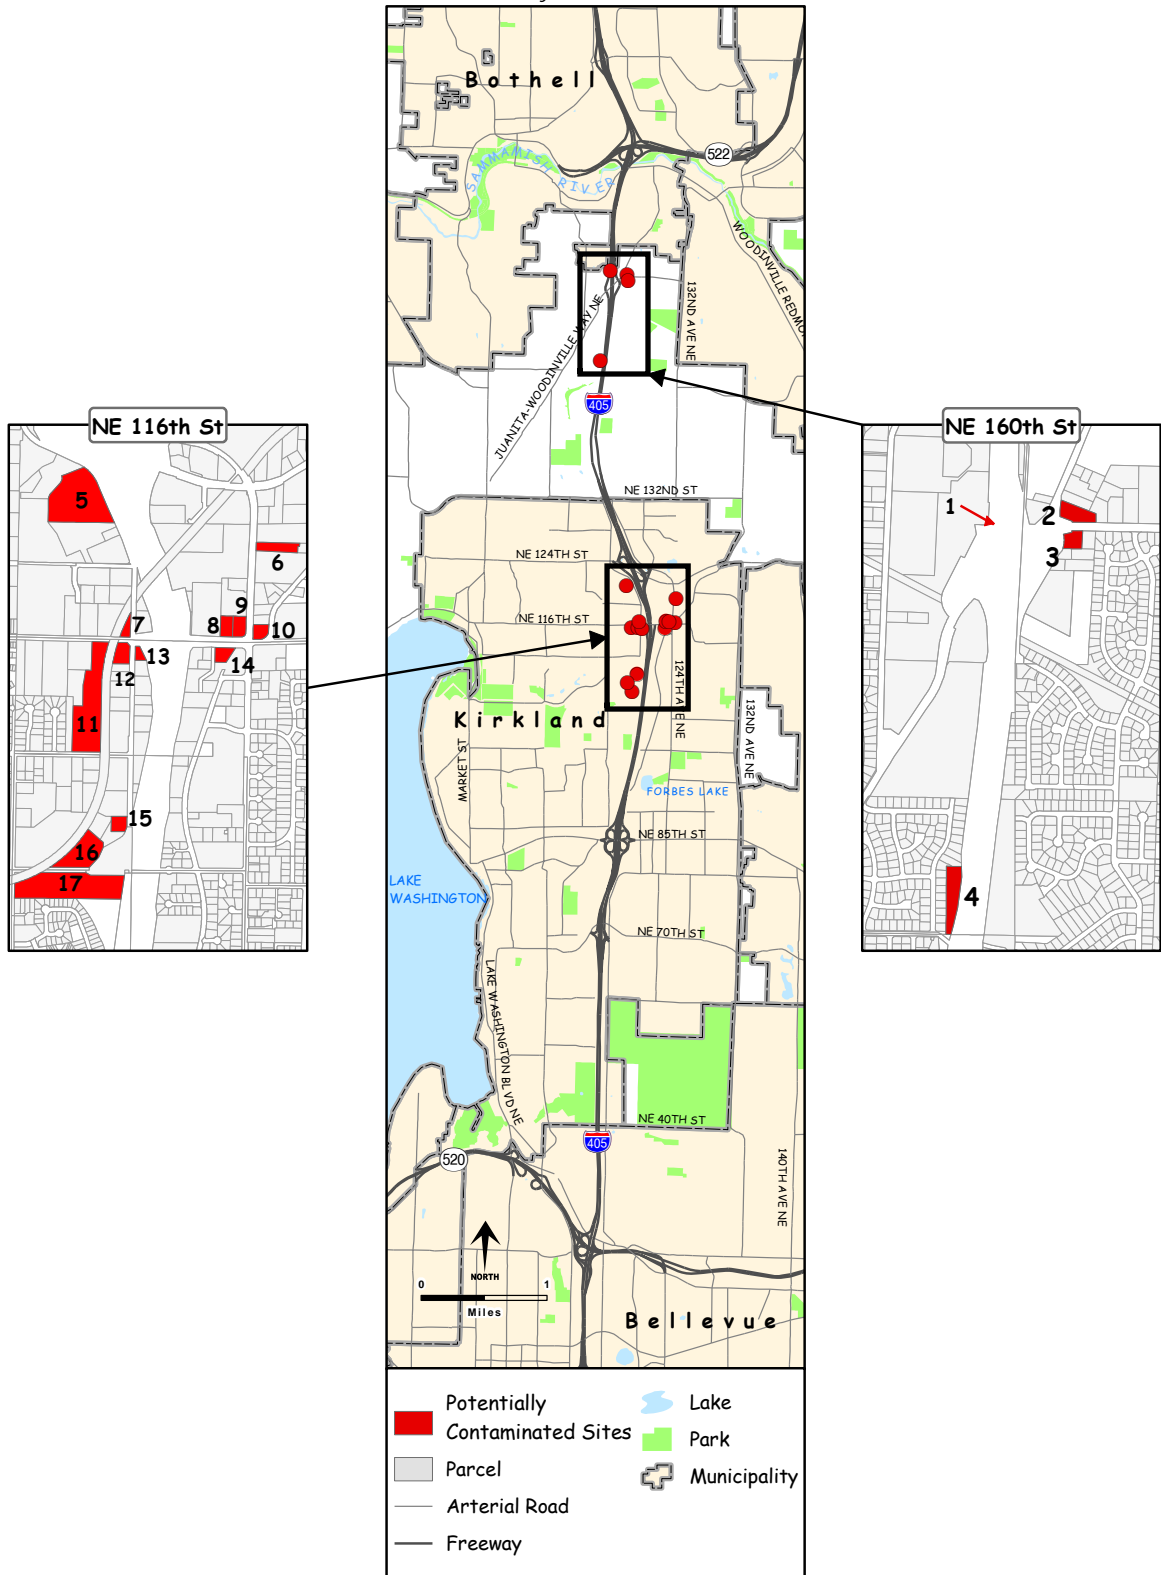 Bothell
SAMMAMISH RIVER
522
WOODINVILLE REDMO
132ND AVE NE
JUANITA-WOODINVILLE WAY NE
405
NE 116th St
5
6
7
8
9
10
11
12
13
14
15
16
17
NE 160th St
1
2
3
4
NE 132ND ST
NE 124TH ST
NE 116TH ST
124TH AVE NE
Kirkland
132ND AVE NE
MARKET ST
FORBES LAKE
NE 85TH ST
LAKE
WASHINGTON
NE 70TH ST
LAKE WASHINGTON BLVD NE
NE 40TH ST
405
520
140TH AVE NE
NORTH
0 1
Miles
Bellevue
Potentially
Contaminated Sites
Parcel
Arterial Road
Freeway
Lake
Park
Municipality